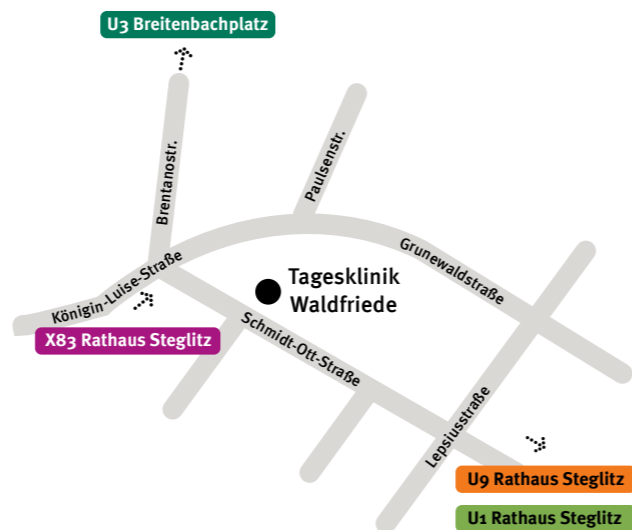 U3 Breitenbachplatz
Brentanostr.
Paulsenstr.
Grunewaldstraße
Königin-Luise-Straße
Tagesklinik
Waldfriede
X83 Rathaus Steglitz
Schmidt-Ott-Straße
Lepsiusstraße
U9 Rathaus Steglitz
U1 Rathaus Steglitz